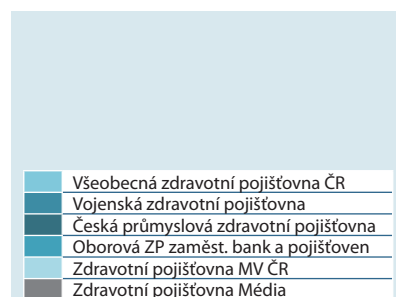 Všeobecná zdravotní pojišťovna ČR
Vojenská zdravotní pojišťovna
Česká průmyslová zdravotní pojišťovna
Oborová ZP zaměst. bank a pojišťoven
Zdravotní pojišťovna MV ČR
Zdravotní pojišťovna Média